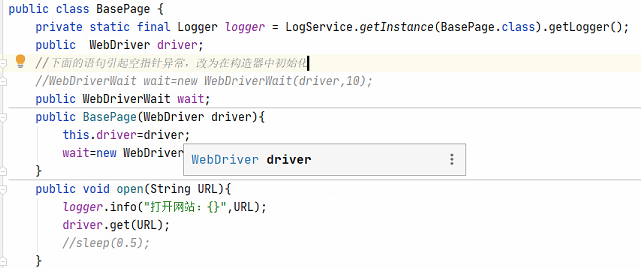 public class BasePage {
private static final Logger logger = LogService.getInstance(BasePage.class).getLogger();
public  WebDriver driver;
//下面的语句引起空指针异常，改为在构造器中初始化
//WebDriverWait wait=new WebDriverWait(driver,10);
public WebDriverWait wait;
public BasePage(WebDriver driver){
this.driver=driver;
wait=new WebDriver
WebDriver driver
}
public void open(String URL){
logger.info("打开网站：{}",URL);
driver.get(URL);
//sleep(0.5);
}